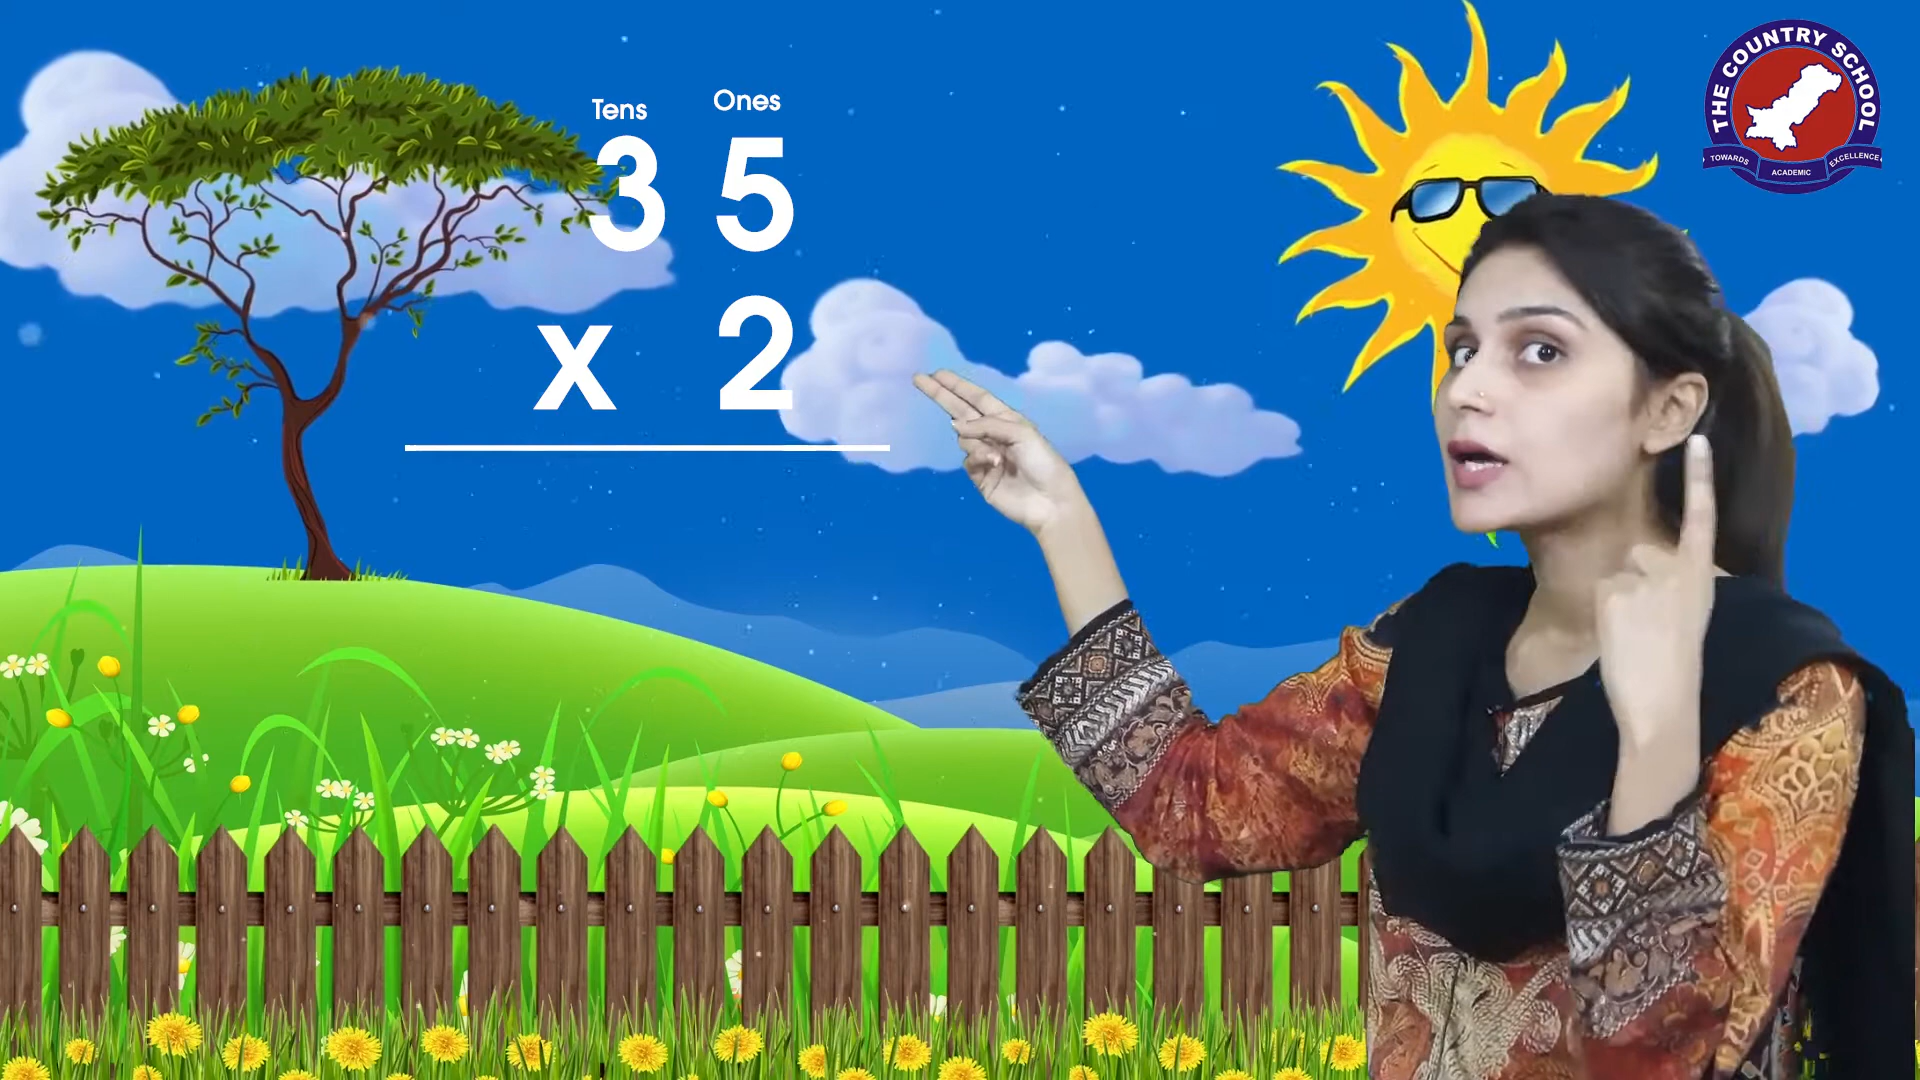 Tens Ones
3 5
x 2
THE COUNTRY SCHOOL
TOWARDS ACADEMIC EXCELLENCE